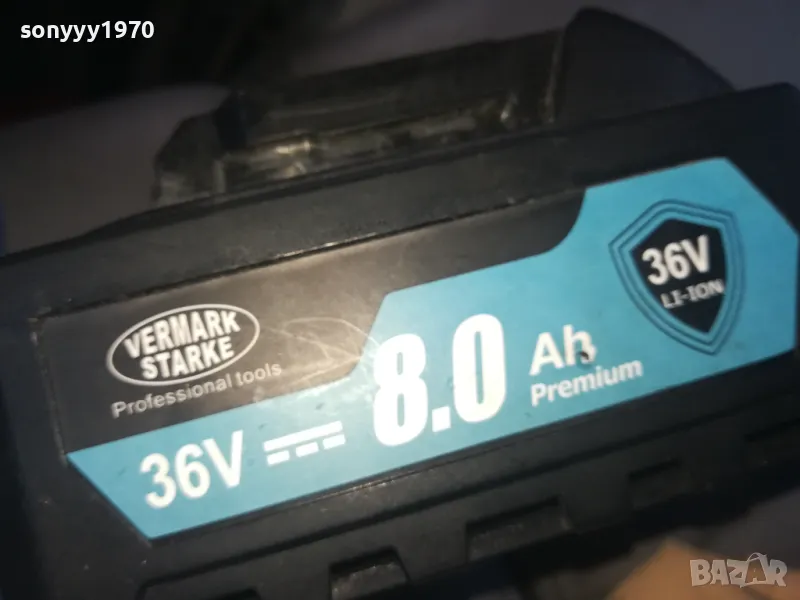 sonyyy1970
36V
LI-ION
VERMARK
STARKE
Professional tools
36V 8.0 Ah
Premium
BAZAR